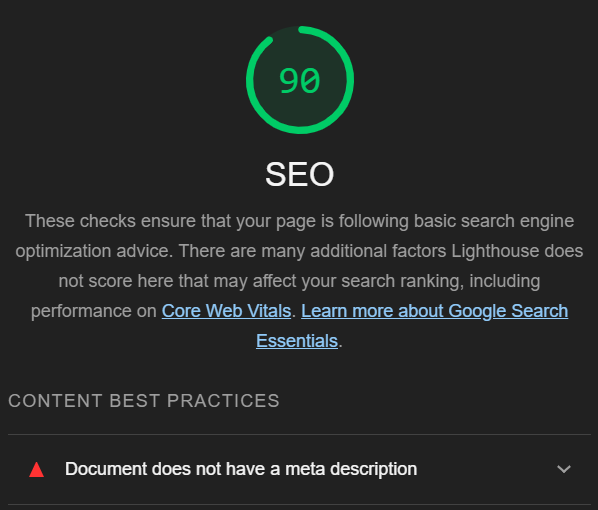 90
SEO
These checks ensure that your page is following basic search engine
optimization advice. There are many additional factors Lighthouse does
not score here that may affect your search ranking, including
performance on Core Web Vitals. Learn more about Google Search
Essentials.
CONTENT BEST PRACTICES
Document does not have a meta description